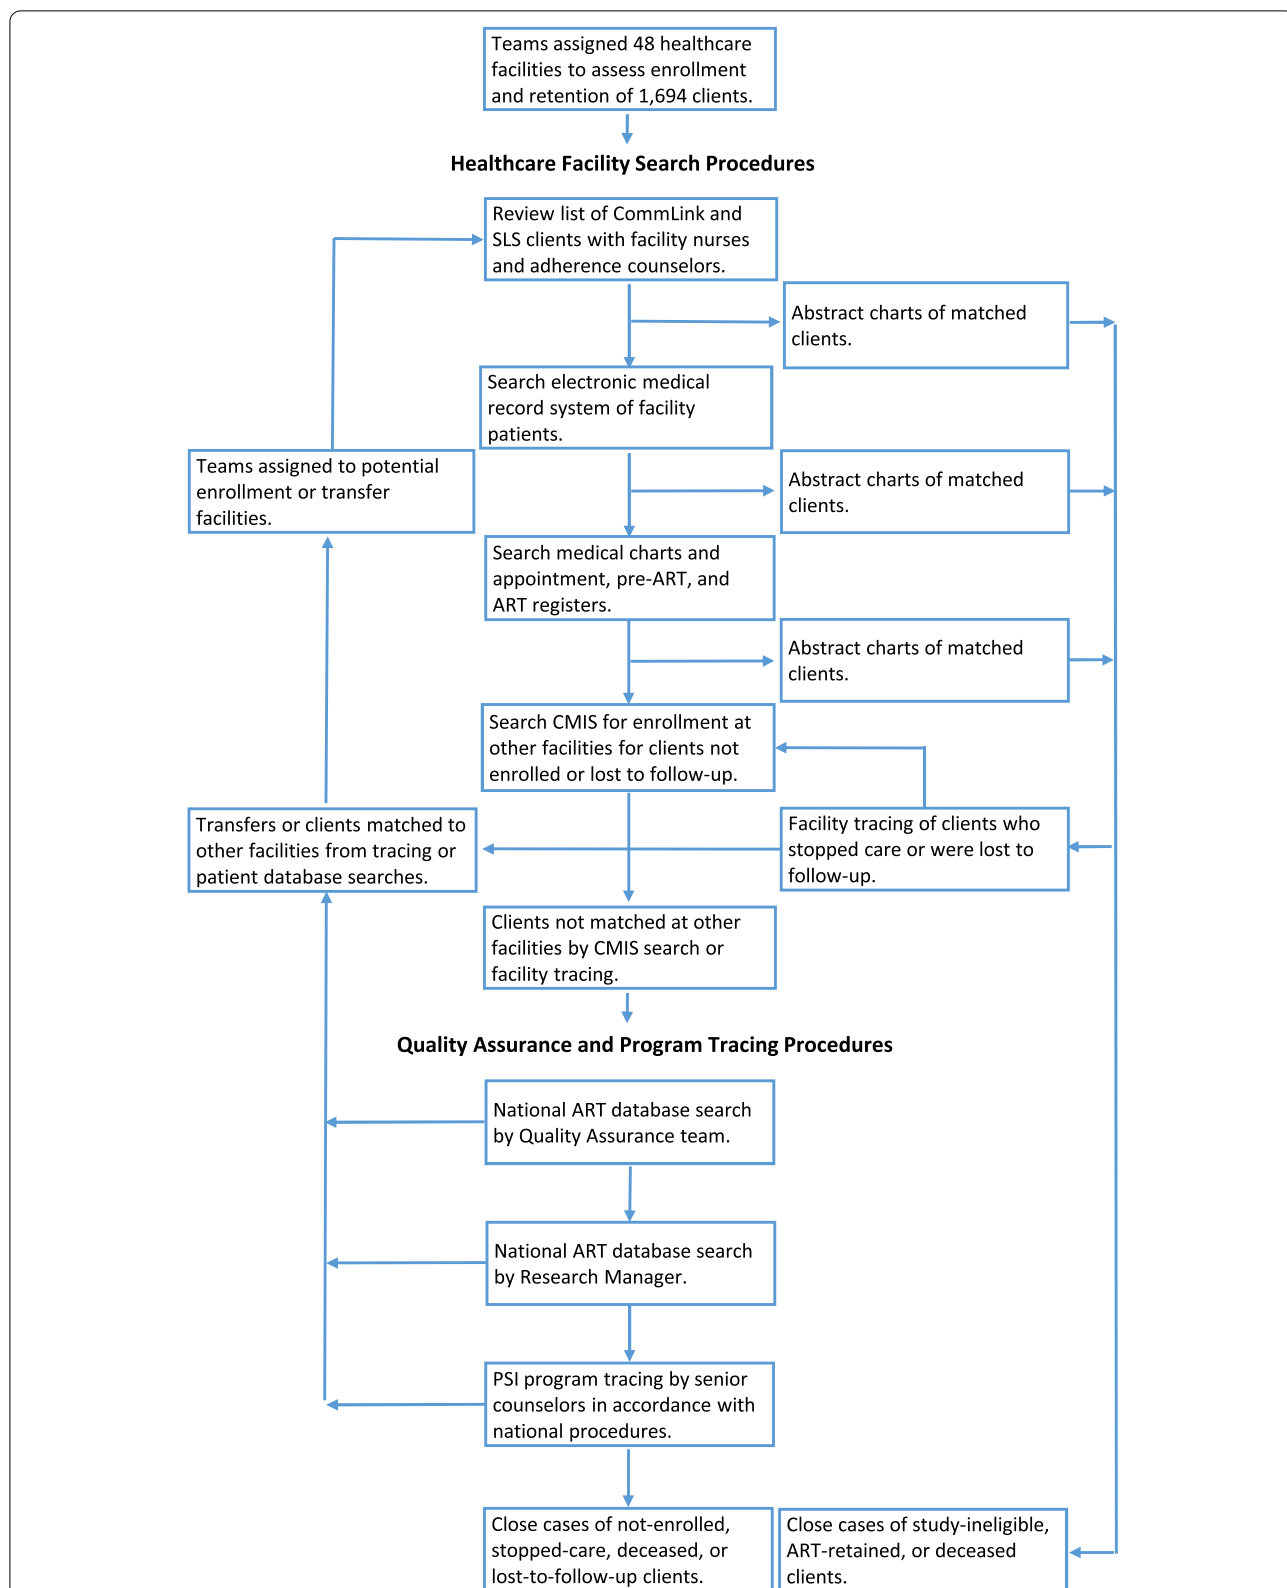 Teams assigned 48 healthcare
facilities to assess enrollment
and retention of 1,694 clients.
Healthcare Facility Search Procedures
Review list of CommLink and
SLS clients with facility nurses
and adherence counselors.
Abstract charts of matched
clients.
Search electronic medical
record system of facility
patients.
Teams assigned to potential
enrollment or transfer
facilities.
Abstract charts of matched
clients.
Search medical charts and
appointment, pre-ART, and
ART registers.
Abstract charts of matched
clients.
Search CMIS for enrollment at
other facilities for clients not
enrolled or lost to follow-up.
Transfers or clients matched to
other facilities from tracing or
patient database searches.
Facility tracing of clients who
stopped care or were lost to
follow-up.
Clients not matched at other
facilities by CMIS search or
facility tracing.
Quality Assurance and Program Tracing Procedures
National ART database search
by Quality Assurance team.
National ART database search
by Research Manager.
PSI program tracing by senior
counselors in accordance with
national procedures.
Close cases of not-enrolled,
stopped-care, deceased, or
lost-to-follow-up clients.
Close cases of study-ineligible,
ART-retained, or deceased
clients.